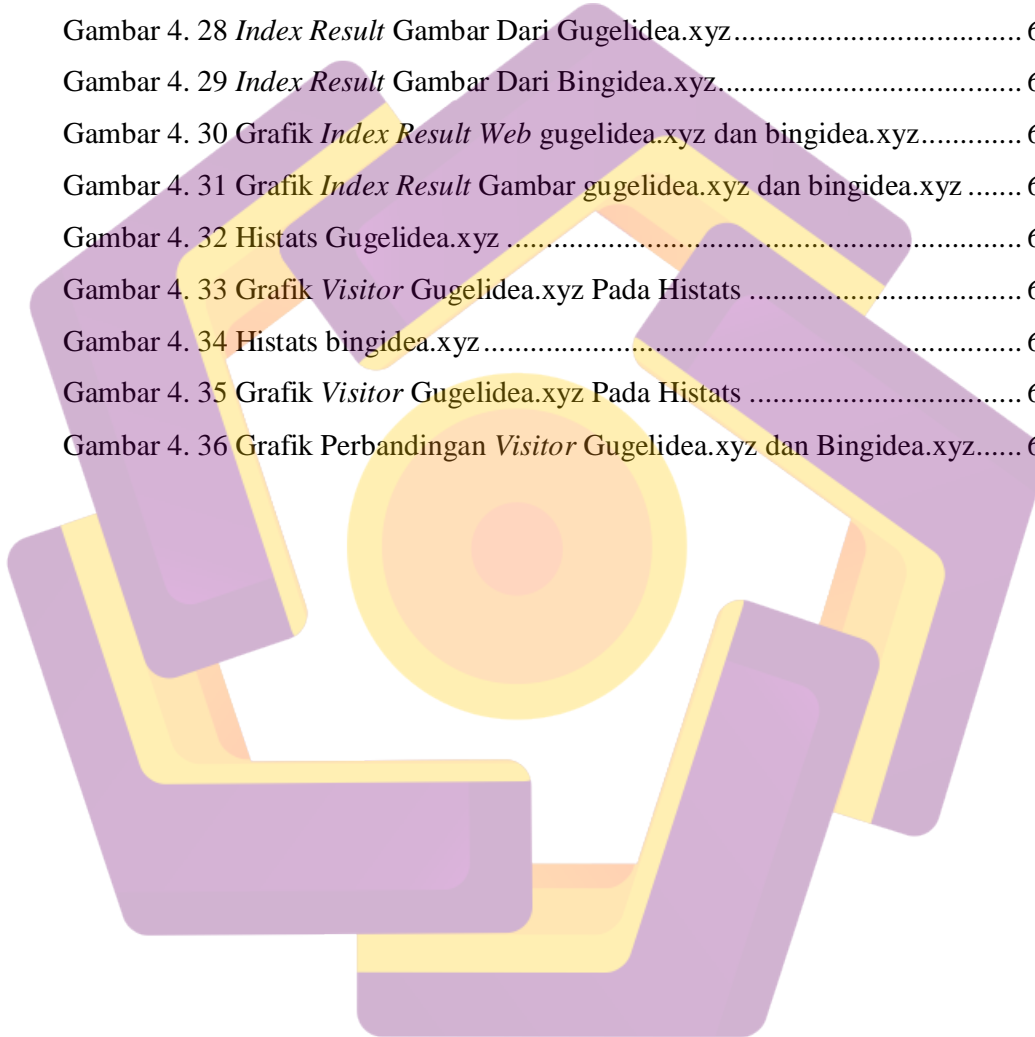 Gambar 4. 28 Index Result Gambar Dari Gugelidea.xyz..................................... 6
Gambar 4. 29 Index Result Gambar Dari Bingidea.xyz....................................... 6
Gambar 4. 30 Grafik Index Result Web gugelidea.xyz dan bingidea.xyz............. 6
Gambar 4. 31 Grafik Index Result Gambar gugelidea.xyz dan bingidea.xyz ....... 6
Gambar 4. 32 Histats Gugelidea.xyz .................................................................. 6
Gambar 4. 33 Grafik Visitor Gugelidea.xyz Pada Histats ................................... 6
Gambar 4. 34 Histats bingidea.xyz..................................................................... 6
Gambar 4. 35 Grafik Visitor Gugelidea.xyz Pada Histats ................................... 6
Gambar 4. 36 Grafik Perbandingan Visitor Gugelidea.xyz dan Bingidea.xyz...... 6